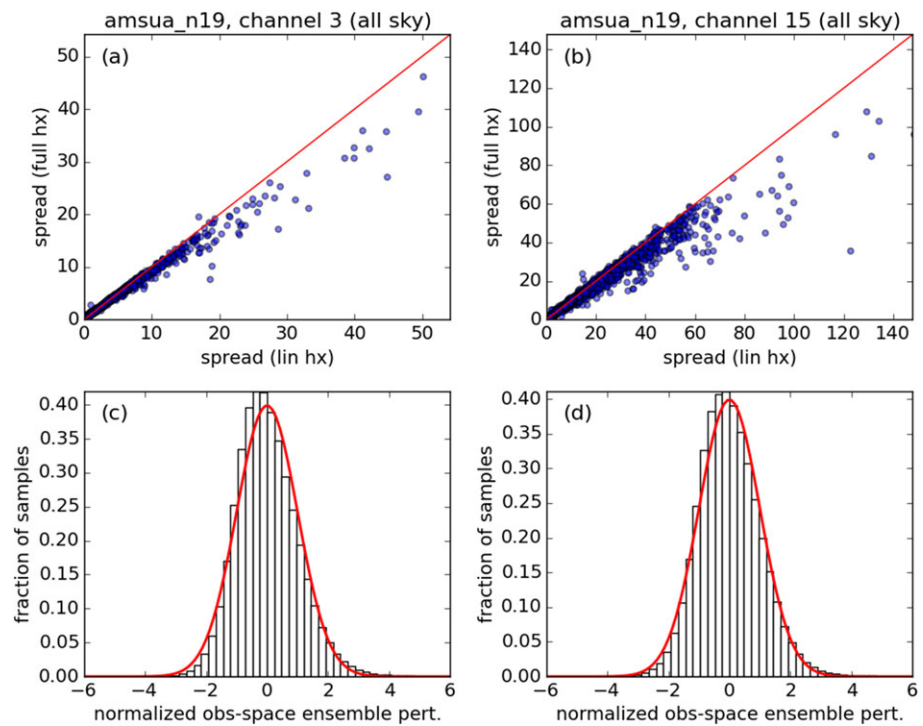 amsua_n19, channel 3 (all sky)
(a)
50
40
30
20
10
0
spread (full hx)
0 10 20 30 40 50
spread (lin hx)
amsua_n19, channel 15 (all sky)
(b)
140
120
100
80
60
40
20
0
spread (full hx)
0 20 40 60 80 100 120 140
spread (lin hx)
(c)
0.40
0.35
0.30
0.25
0.20
0.15
0.10
0.05
0.00
fraction of samples
−6 −4 −2 0 2 4 6
normalized obs-space ensemble pert.
(d)
0.40
0.35
0.30
0.25
0.20
0.15
0.10
0.05
0.00
fraction of samples
−6 −4 −2 0 2 4 6
normalized obs-space ensemble pert.